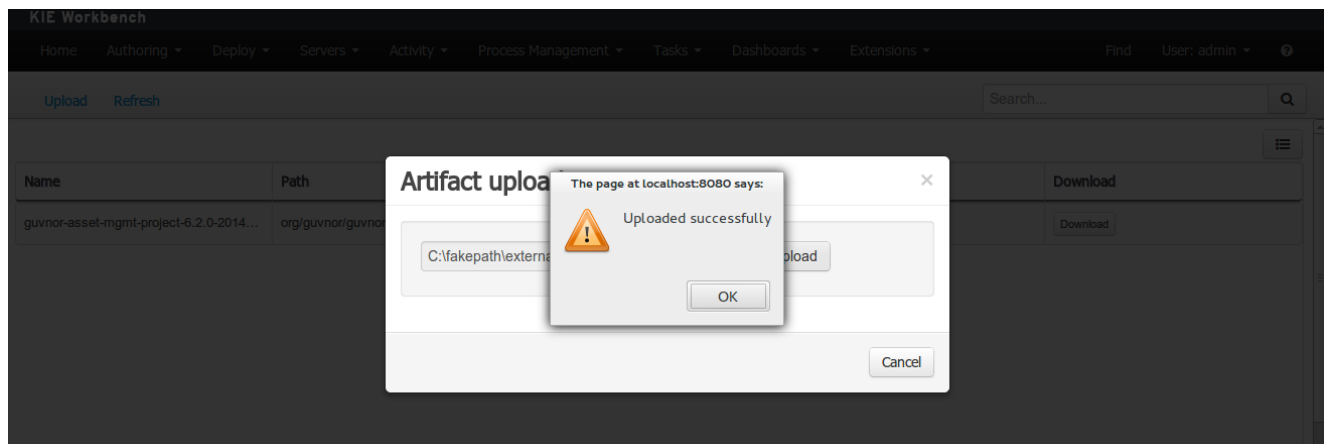 KIE Workbench
Home Authoring Deploy Servers Activity Process Management Tasks Dashboards Extensions Find User: admin
Upload Refresh Search...
Name Path Download
guvnor-asset-mgmt-project-6.2.0-2014... org/guvnor/guvnor Download
Artifact uploa
C:\fakepath\externa pload
Cancel
The page at localhost:8080 says:
Uploaded successfully
OK